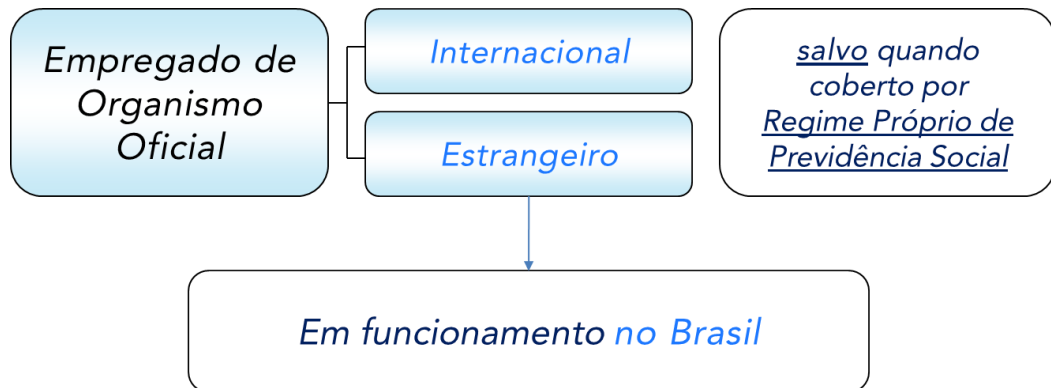 Empregado de
Organismo
Oficial
Internacional
Estrangeiro
salvo quando
coberto por
Regime Próprio de
Previdência Social
Em funcionamento no Brasil